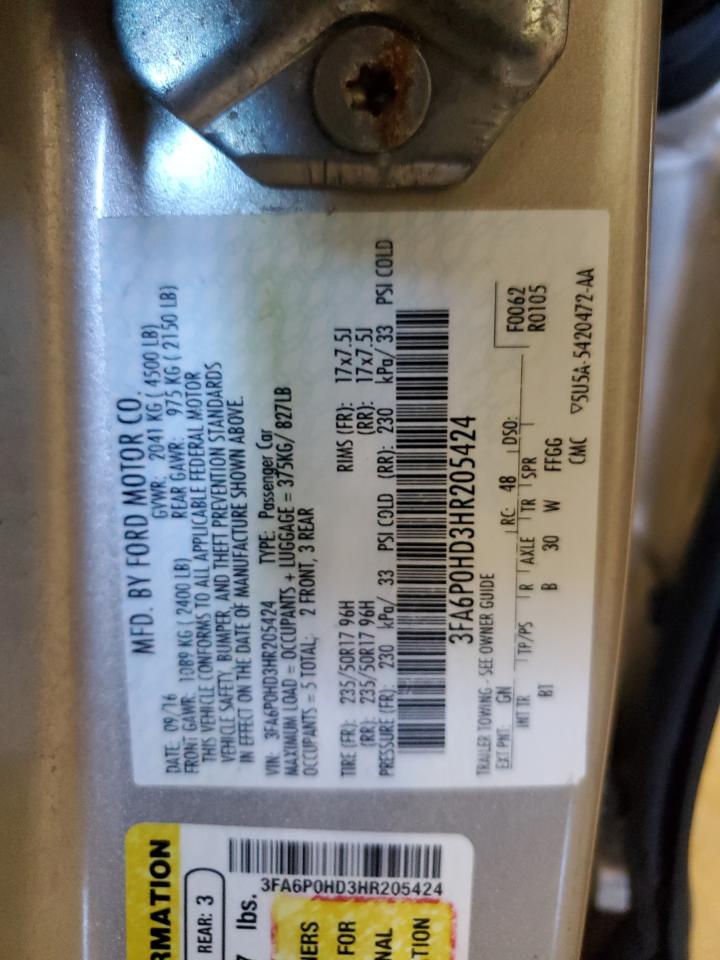 MFD. BY FORD MOTOR CO.
DATE: 09/16 GVWR: 2041 KG ( 4500 LB)
FRONT GAWR: 1089 KG ( 2400 LB) REAR GAWR: 975 KG ( 2150 LB)
THIS VEHICLE CONFORMS TO ALL APPLICABLE FEDERAL MOTOR
VEHICLE SAFETY, BUMPER, AND THEFT PREVENTION STANDARDS
IN EFFECT ON THE DATE OF MANUFACTURE SHOWN ABOVE.
VIN: 3FA6P0HD3HR205424 TYPE: Passenger Car
MAXIMUM LOAD = OCCUPANTS + LUGGAGE = 375KG/ 827LB
OCCUPANTS = 5 TOTAL; 2 FRONT, 3 REAR
TIRE (FR): 235/50R17 96H RIMS (FR): 17x7.5J
(RR): 235/50R17 96H (RR): 17x7.5J
PRESSURE (FR): 230 kPa/ 33 PSI COLD (RR): 230 kPa/ 33 PSI COLD
3FA6P0HD3HR205424
TRAILER TOWING - SEE OWNER GUIDE
EXT PNT: GN RC: 48 DSO: F0062
INT TR TP/PS R AXLE TR SPR R0105
BT B 30 W FFGG
CMC ▽5U5A-5420472-AA
RMATION
REAR: 3
7 lbs.
3FA6P0HD3HR205424
NERS
FOR
NAL
TION